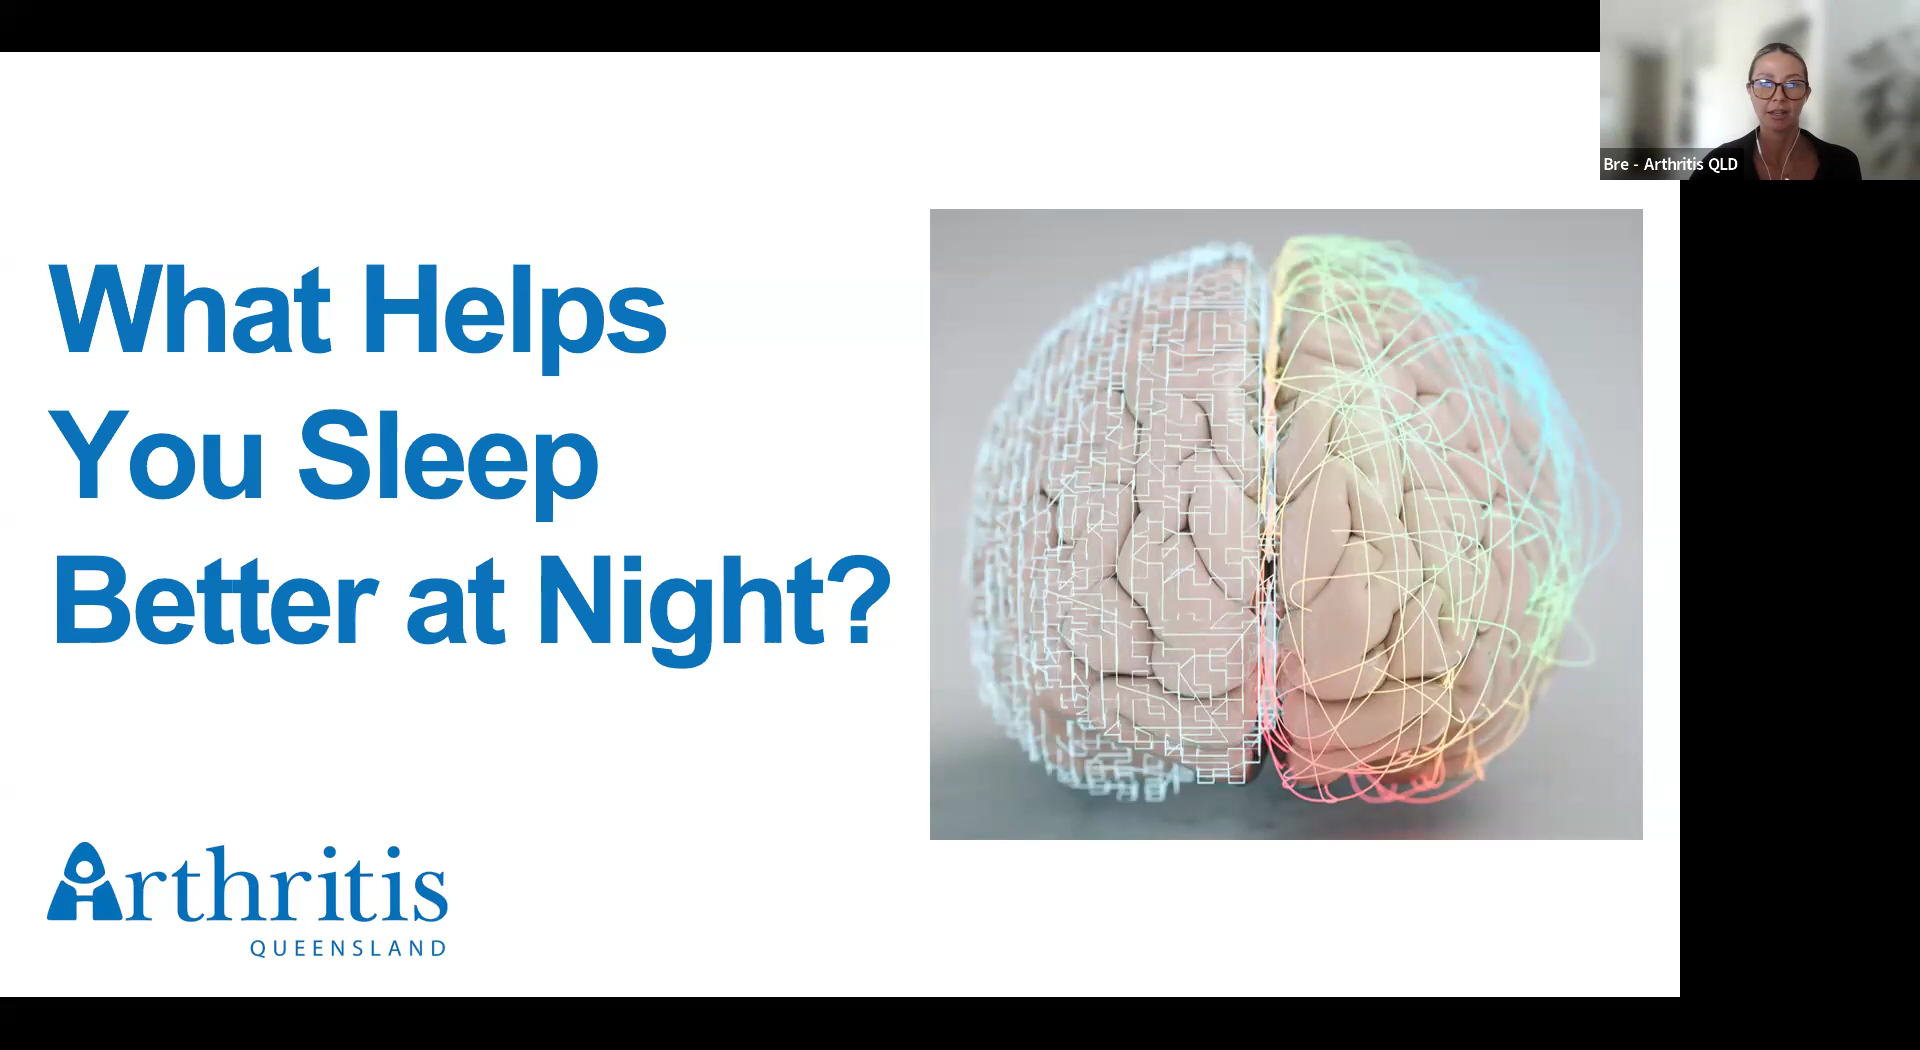 Bre - Arthritis QLD
What Helps
You Sleep
Better at Night?
Arthritis
QUEENSLAND